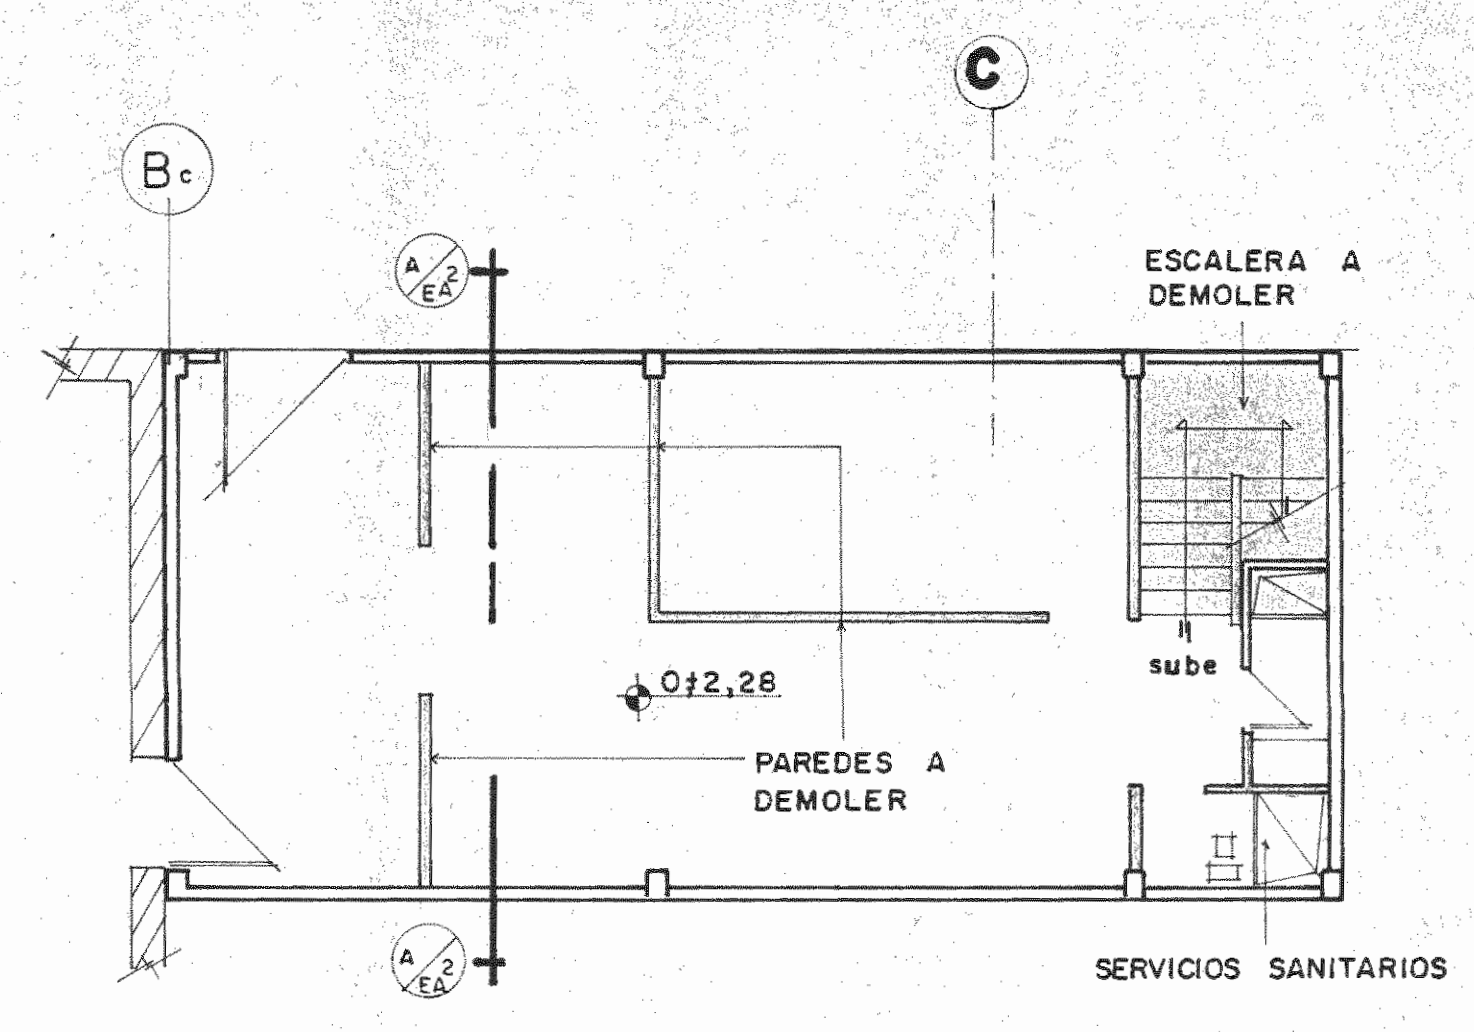 C
Bc
A
2
EA
ESCALERA A
DEMOLER
sube
0+2,28
PAREDES A
DEMOLER
A
2
EA
SERVICIOS SANITARIOS